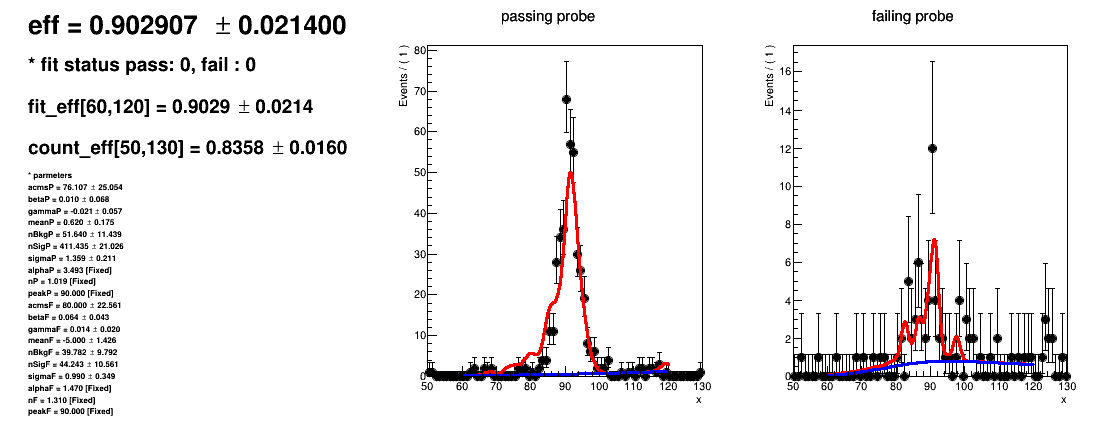 eff = 0.902907 ± 0.021400
* fit status pass: 0, fail : 0
fit_eff[60,120] = 0.9029 ± 0.0214
count_eff[50,130] = 0.8358 ± 0.0160
* parmeters
acmsP = 76.107 ± 25.054
betaP = 0.010 ± 0.068
gammaP = -0.021 ± 0.057
meanP = 0.620 ± 0.175
nBkgP = 51.640 ± 11.439
nSigP = 411.435 ± 21.026
sigmaP = 1.359 ± 0.211
alphaP = 3.493 [Fixed]
nP = 1.019 [Fixed]
peakP = 90.000 [Fixed]
acmsF = 80.000 ± 22.561
betaF = 0.064 ± 0.043
gammaF = 0.014 ± 0.020
meanF = -5.000 ± 1.426
nBkgF = 39.782 ± 9.792
nSigF = 44.243 ± 10.561
sigmaF = 0.990 ± 0.349
alphaF = 1.470 [Fixed]
nF = 1.310 [Fixed]
peakF = 90.000 [Fixed]
passing probe
Events / ( 1 )
80
70
60
50
40
30
20
10
0
50 60 70 80 90 100 110 120 130
x
failing probe
Events / ( 1 )
16
14
12
10
8
6
4
2
0
50 60 70 80 90 100 110 120 130
x